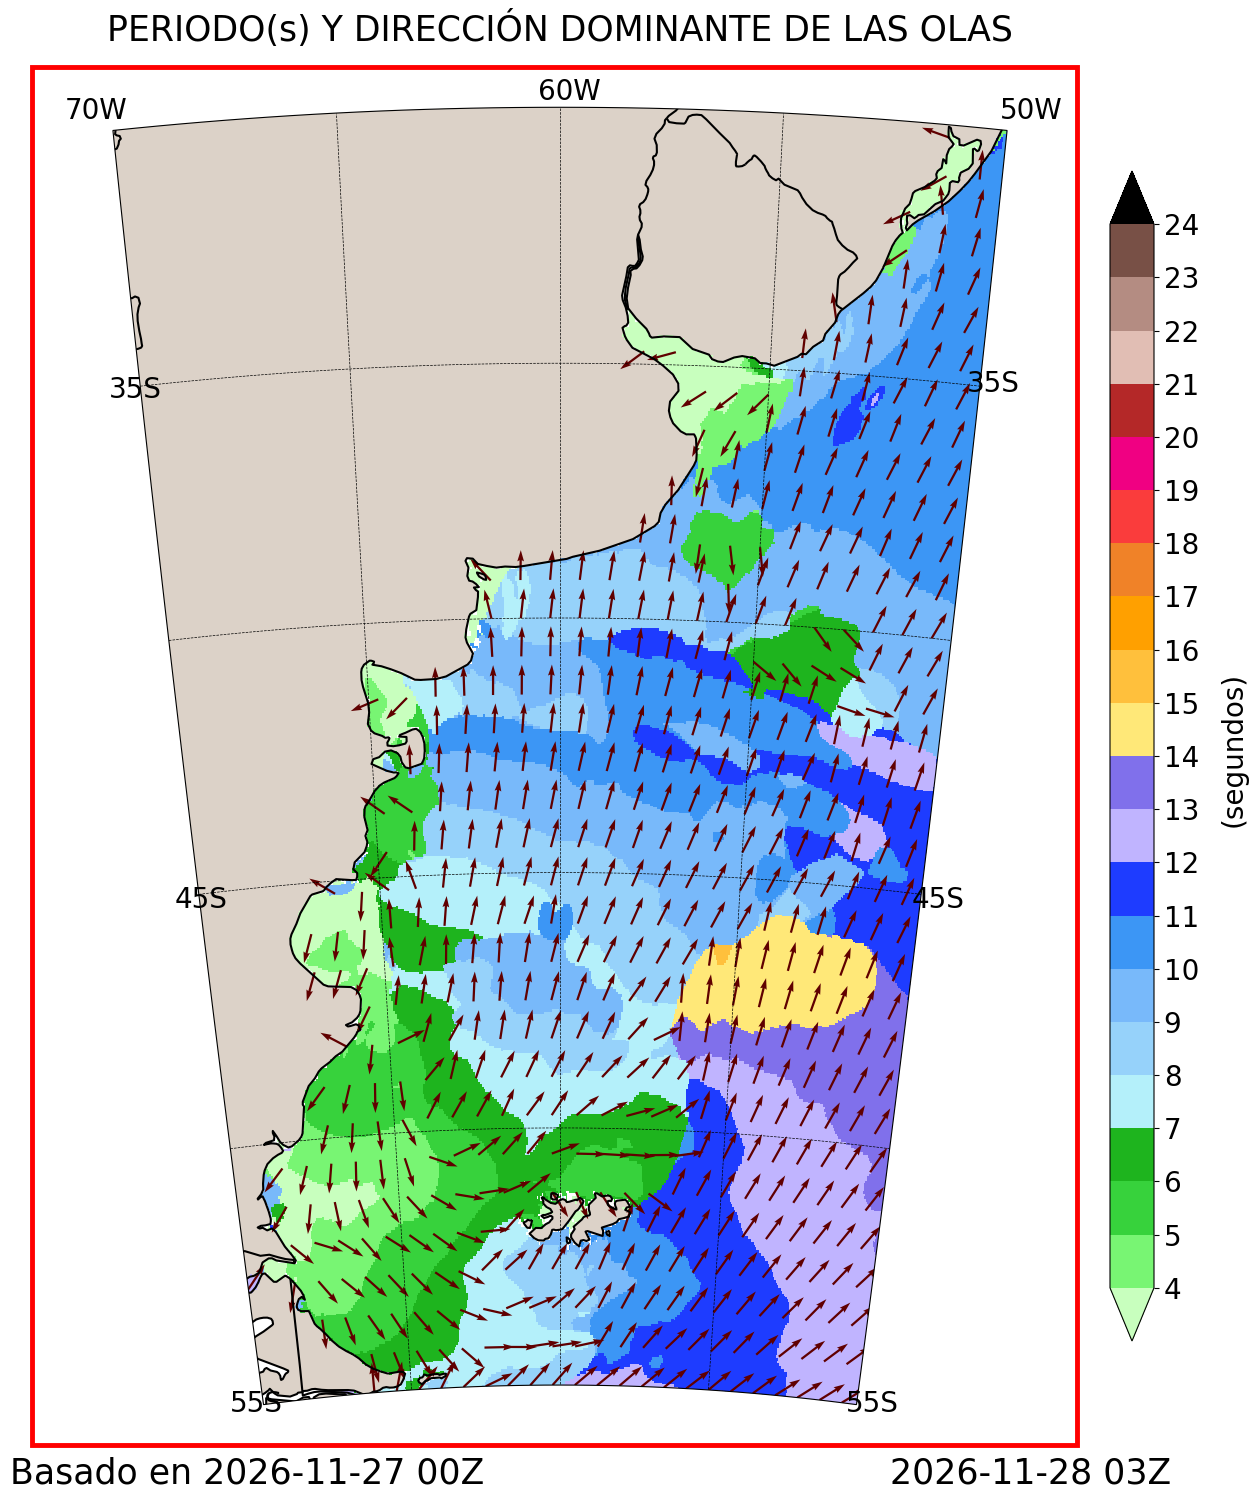 PERIODO(s) Y DIRECCIÓN DOMINANTE DE LAS OLAS
70W
60W
50W
35S
35S
45S
45S
55S
55S
24
23
22
21
20
19
18
17
16
15
14
13
12
11
10
9
8
7
6
5
4
(segundos)
Basado en 2026-11-27 00Z
2026-11-28 03Z